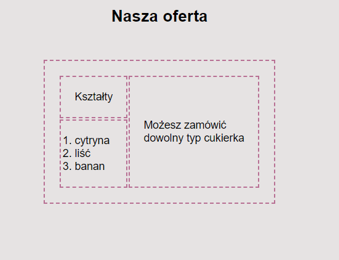 Nasza oferta
Kształty
1. cytryna
2. liść
3. banan
Możesz zamówić
dowolny typ cukierka